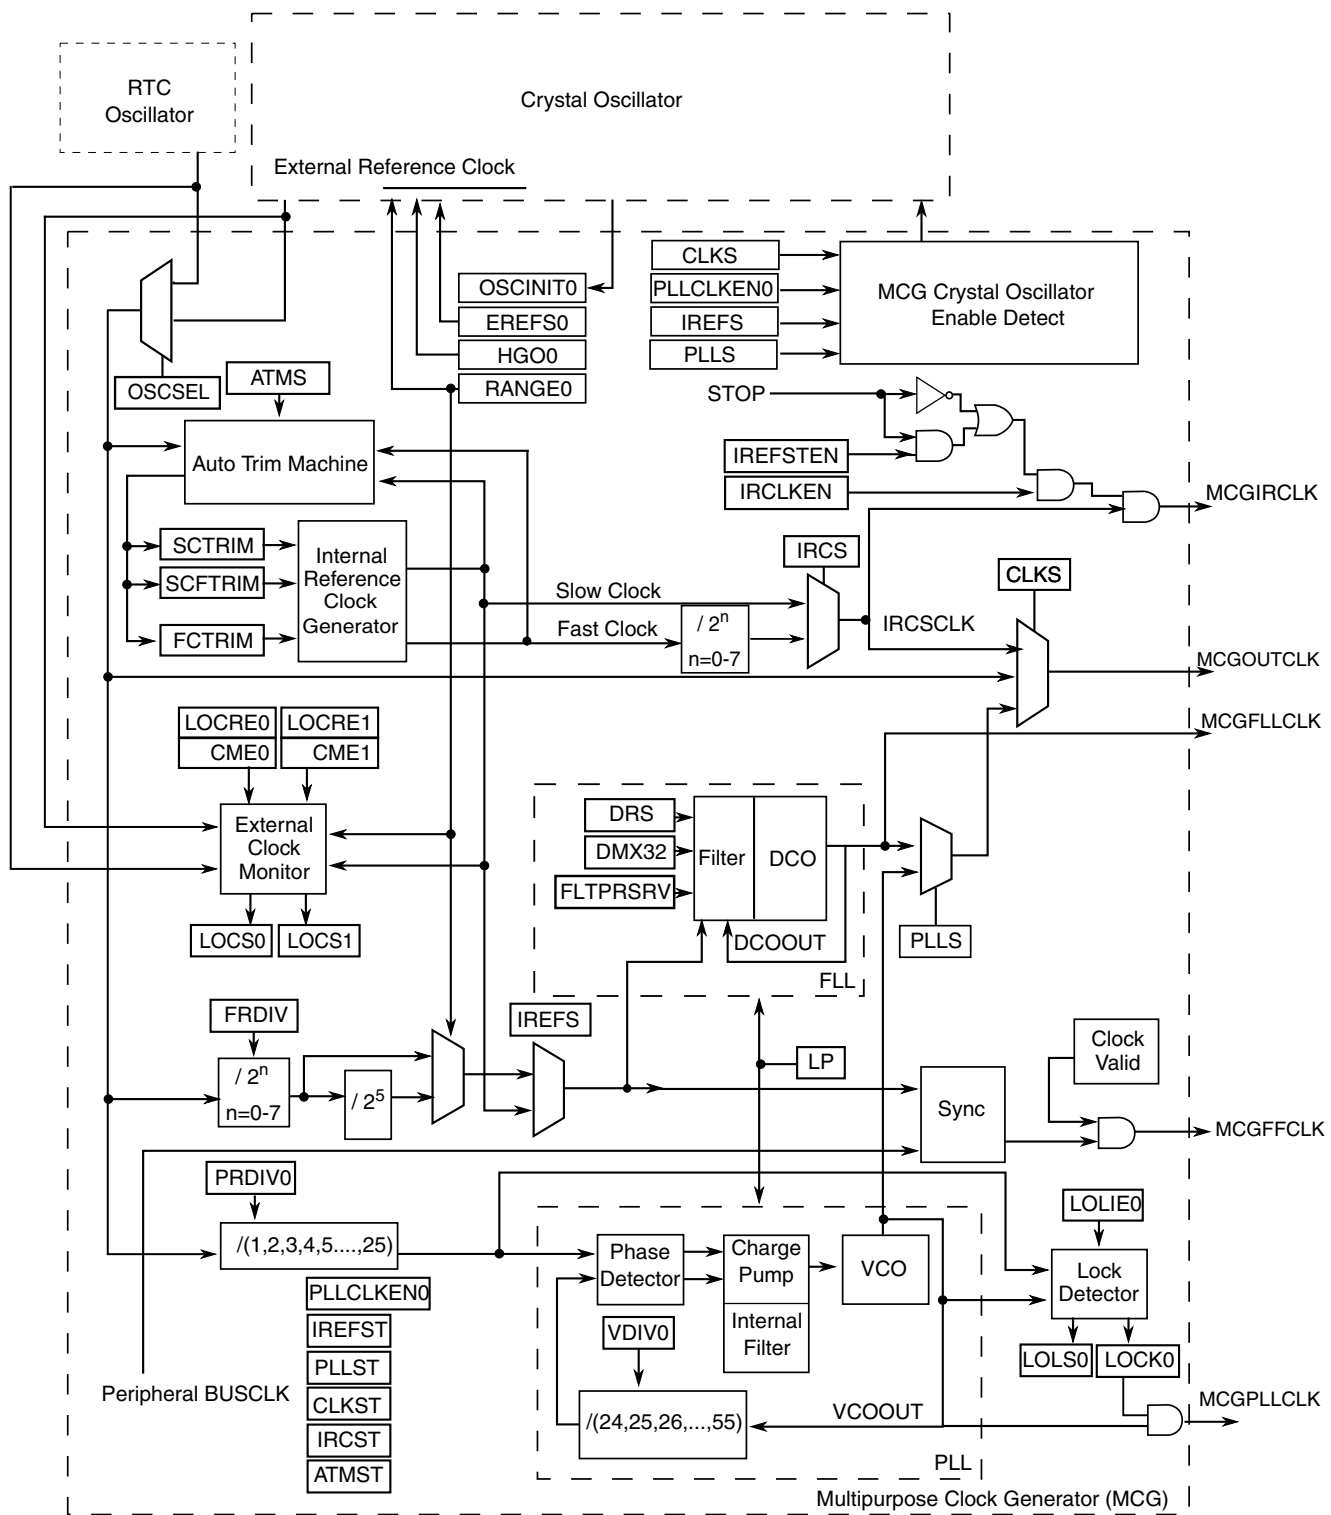 RTC
Oscillator
Crystal Oscillator
External Reference Clock
OSCINIT0
EREFS0
HGO0
RANGE0
CLKS
PLLCLKEN0
IREFS
PLLS
MCG Crystal Oscillator
Enable Detect
OSCSEL
ATMS
Auto Trim Machine
STOP
IREFSTEN
IRCLKEN
MCGIRCLK
SCTRIM
SCFTRIM
FCTRIM
Internal
Reference
Clock
Generator
Slow Clock
Fast Clock
/ 2n
n=0-7
IRCS
IRCSCLK
CLKS
MCGOUTCLK
MCGFLLCLK
LOCRE0
LOCRE1
CME0
CME1
External
Clock
Monitor
LOCS0
LOCS1
DRS
DMX32
FLTPRSRV
Filter
DCO
DCOOUT
FLL
PLLS
FRDIV
/ 2n
n=0-7
/ 25
IREFS
LP
Sync
Clock
Valid
MCGFFCLK
PRDIV0
/(1,2,3,4,5....,25)
Phase
Detector
Charge
Pump
Internal
Filter
VCO
VDIV0
/(24,25,26,...,55)
VCOOUT
PLL
LOLIE0
Lock
Detector
LOLS0
LOCK0
MCGPLLCLK
PLLCLKEN0
IREFST
PLLST
CLKST
IRCST
ATMST
Peripheral BUSCLK
Multipurpose Clock Generator (MCG)